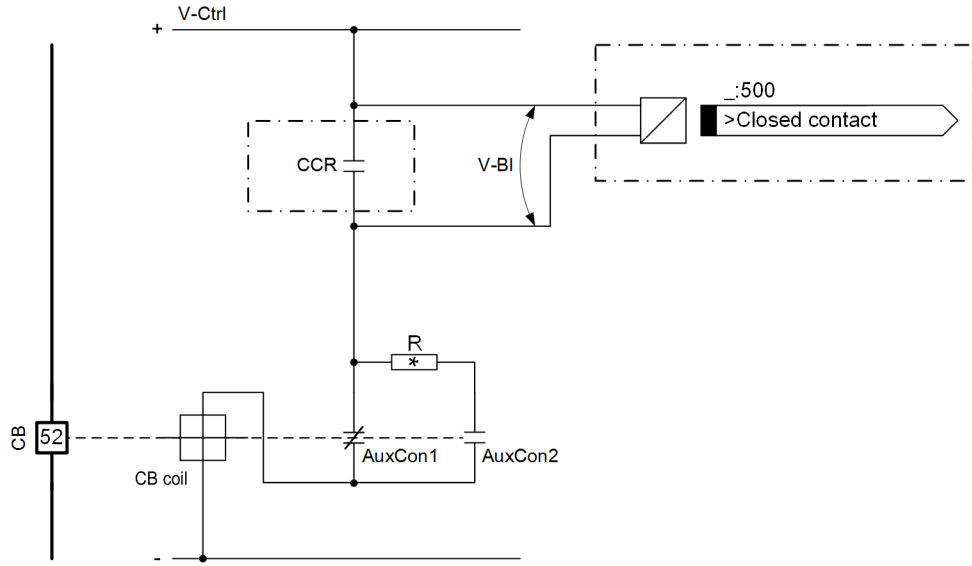 + V-Ctrl
_:500
>Closed contact
CCR
V-BI
R
*
CB
52
AuxCon1
AuxCon2
CB coil
-